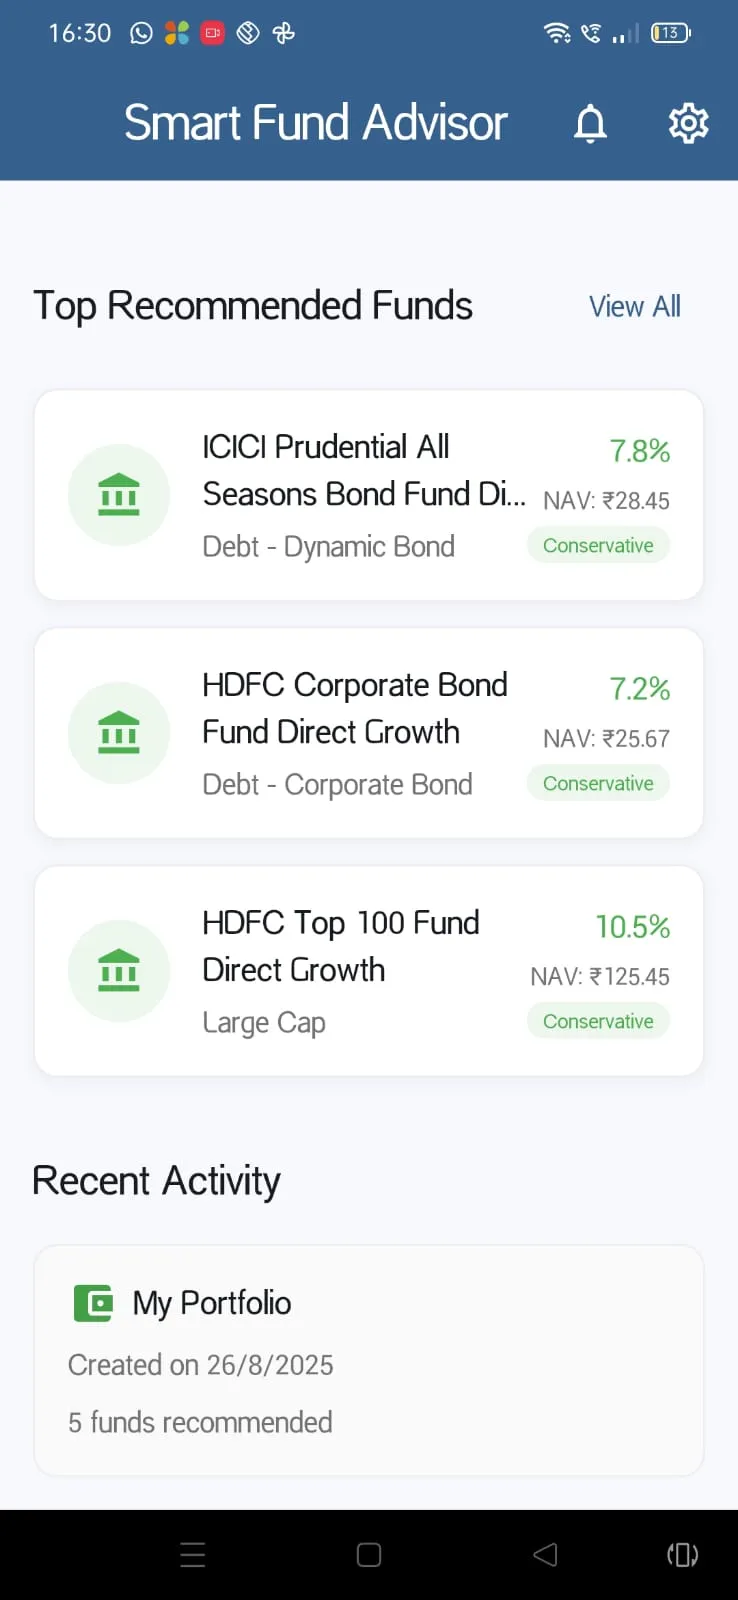 16:30
13
Smart Fund Advisor
Top Recommended Funds
View All
ICICI Prudential All
Seasons Bond Fund Di...
Debt - Dynamic Bond
7.8%
NAV: ₹28.45
Conservative
HDFC Corporate Bond
Fund Direct Growth
Debt - Corporate Bond
7.2%
NAV: ₹25.67
Conservative
HDFC Top 100 Fund
Direct Growth
Large Cap
10.5%
NAV: ₹125.45
Conservative
Recent Activity
My Portfolio
Created on 26/8/2025
5 funds recommended